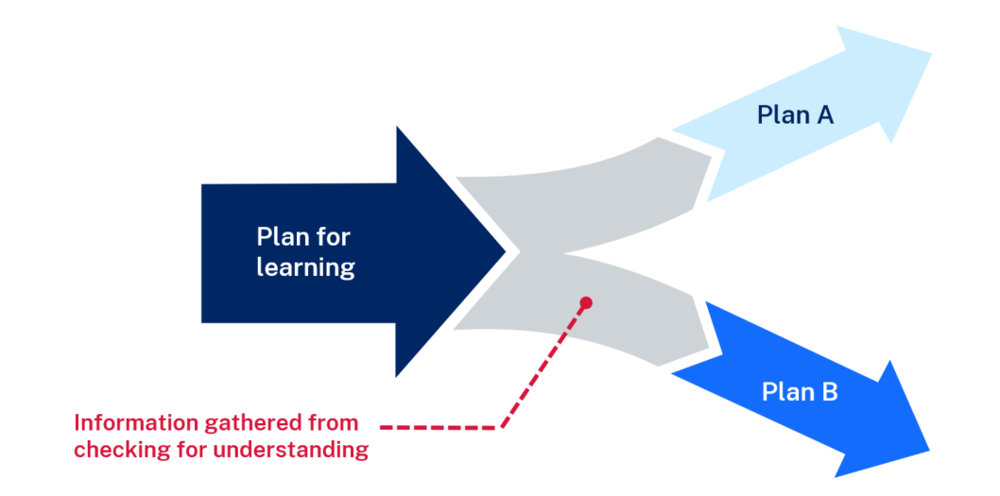 Plan A
Plan for
learning
Plan B
Information gathered from
checking for understanding